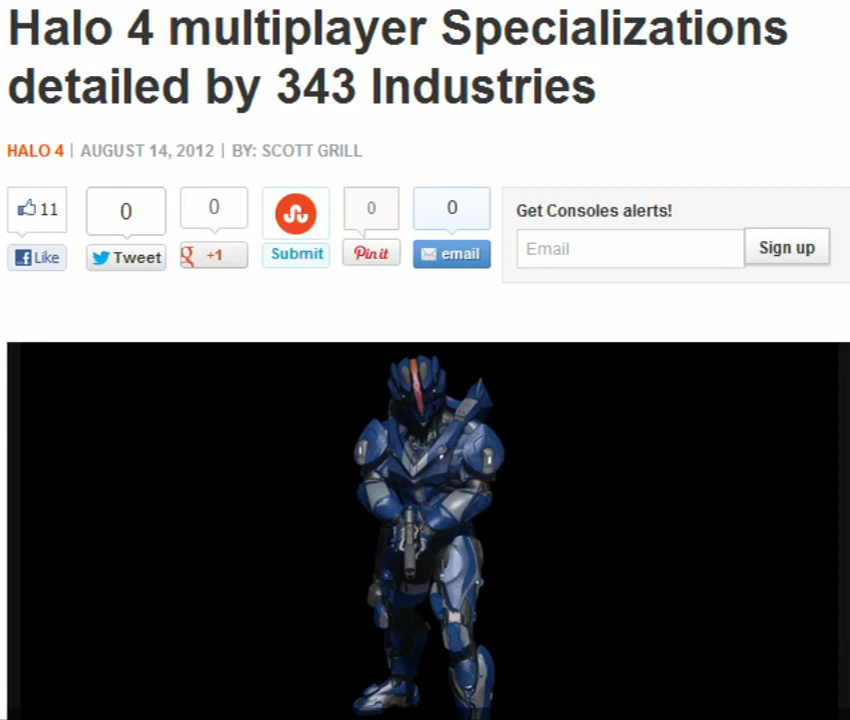 Halo 4 multiplayer Specializations
detailed by 343 Industries
HALO 4 | AUGUST 14, 2012 | BY: SCOTT GRILL
11
0
0
0
0
Like
Tweet
+1
Submit
Pin it
email
Get Consoles alerts!
Email
Sign up